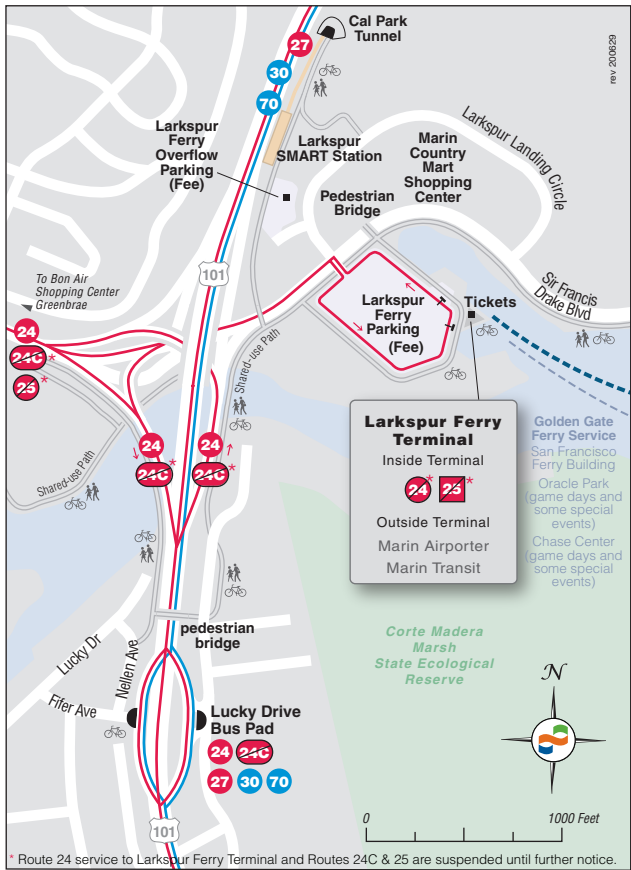 Cal Park
Tunnel
rev 200629
27
30
70
Larkspur
Ferry
Overflow
Parking
(Fee)
Larkspur
SMART Station
Marin
Country
Mart
Shopping
Center
Larkspur Landing Circle
Pedestrian
Bridge
101
To Bon Air
Shopping Center
Greenbrae
Sir Francis
Drake Blvd
Larkspur
Ferry
Parking
(Fee)
Tickets
24
24C *
25 *
Shared-use Path
Larkspur Ferry
Terminal
Inside Terminal
24 * 25 *
Outside Terminal
Marin Airporter
Marin Transit
Golden Gate
Ferry Service
San Francisco
Ferry Building
Oracle Park
(game days and
some special
events)
Chase Center
(game days and
some special
events)
24
24C *
24
24C *
Shared-use Path
pedestrian
bridge
Lucky Dr
Nellen Ave
Fifer Ave
Corte Madera
Marsh
State Ecological
Reserve
N
Lucky Drive
Bus Pad
24 24C
27 30 70
101
0 1000 Feet
* Route 24 service to Larkspur Ferry Terminal and Routes 24C & 25 are suspended until further notice.